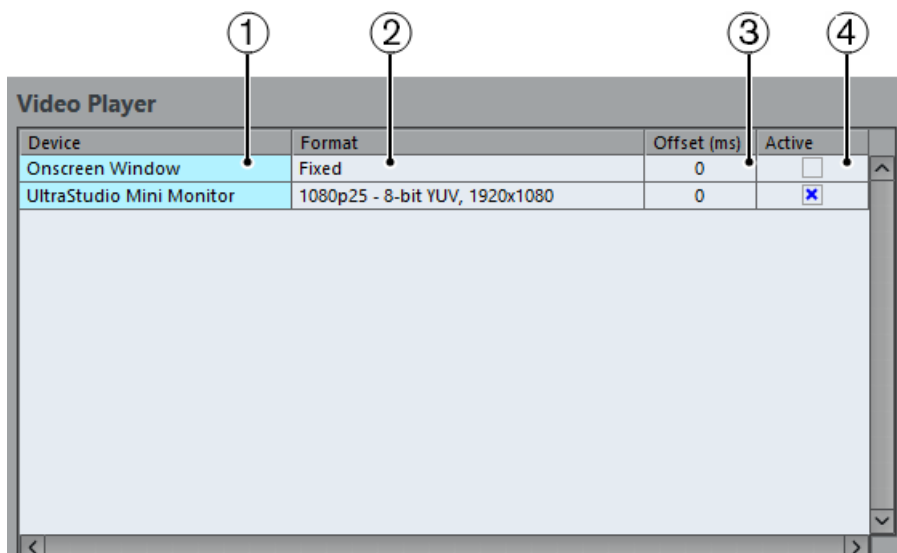 1 2 3 4
Video Player
Device Format Offset (ms) Active
Onscreen Window Fixed 0
UltraStudio Mini Monitor 1080p25 - 8-bit YUV, 1920x1080 0